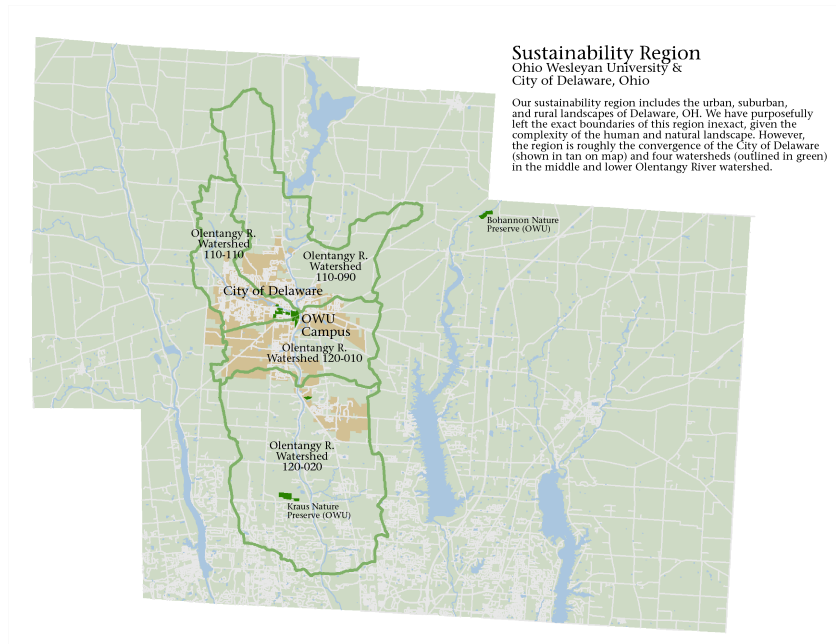 Sustainability Region
Ohio Wesleyan University &
City of Delaware, Ohio
Our sustainability region includes the urban, suburban,
and rural landscapes of Delaware, OH. We have purposefully
left the exact boundaries of this region inexact, given the
complexity of the human and natural landscape. However,
the region is roughly the convergence of the City of Delaware
(shown in tan on map) and four watersheds (outlined in green)
in the middle and lower Olentangy River watershed.
Bohannon Nature
Preserve (OWU)
Olentangy R.
Watershed
110-110
Olentangy R.
Watershed
110-090
City of Delaware
OWU
Campus
Olentangy R.
Watershed 120-010
Olentangy R.
Watershed
120-020
Kraus Nature
Preserve (OWU)